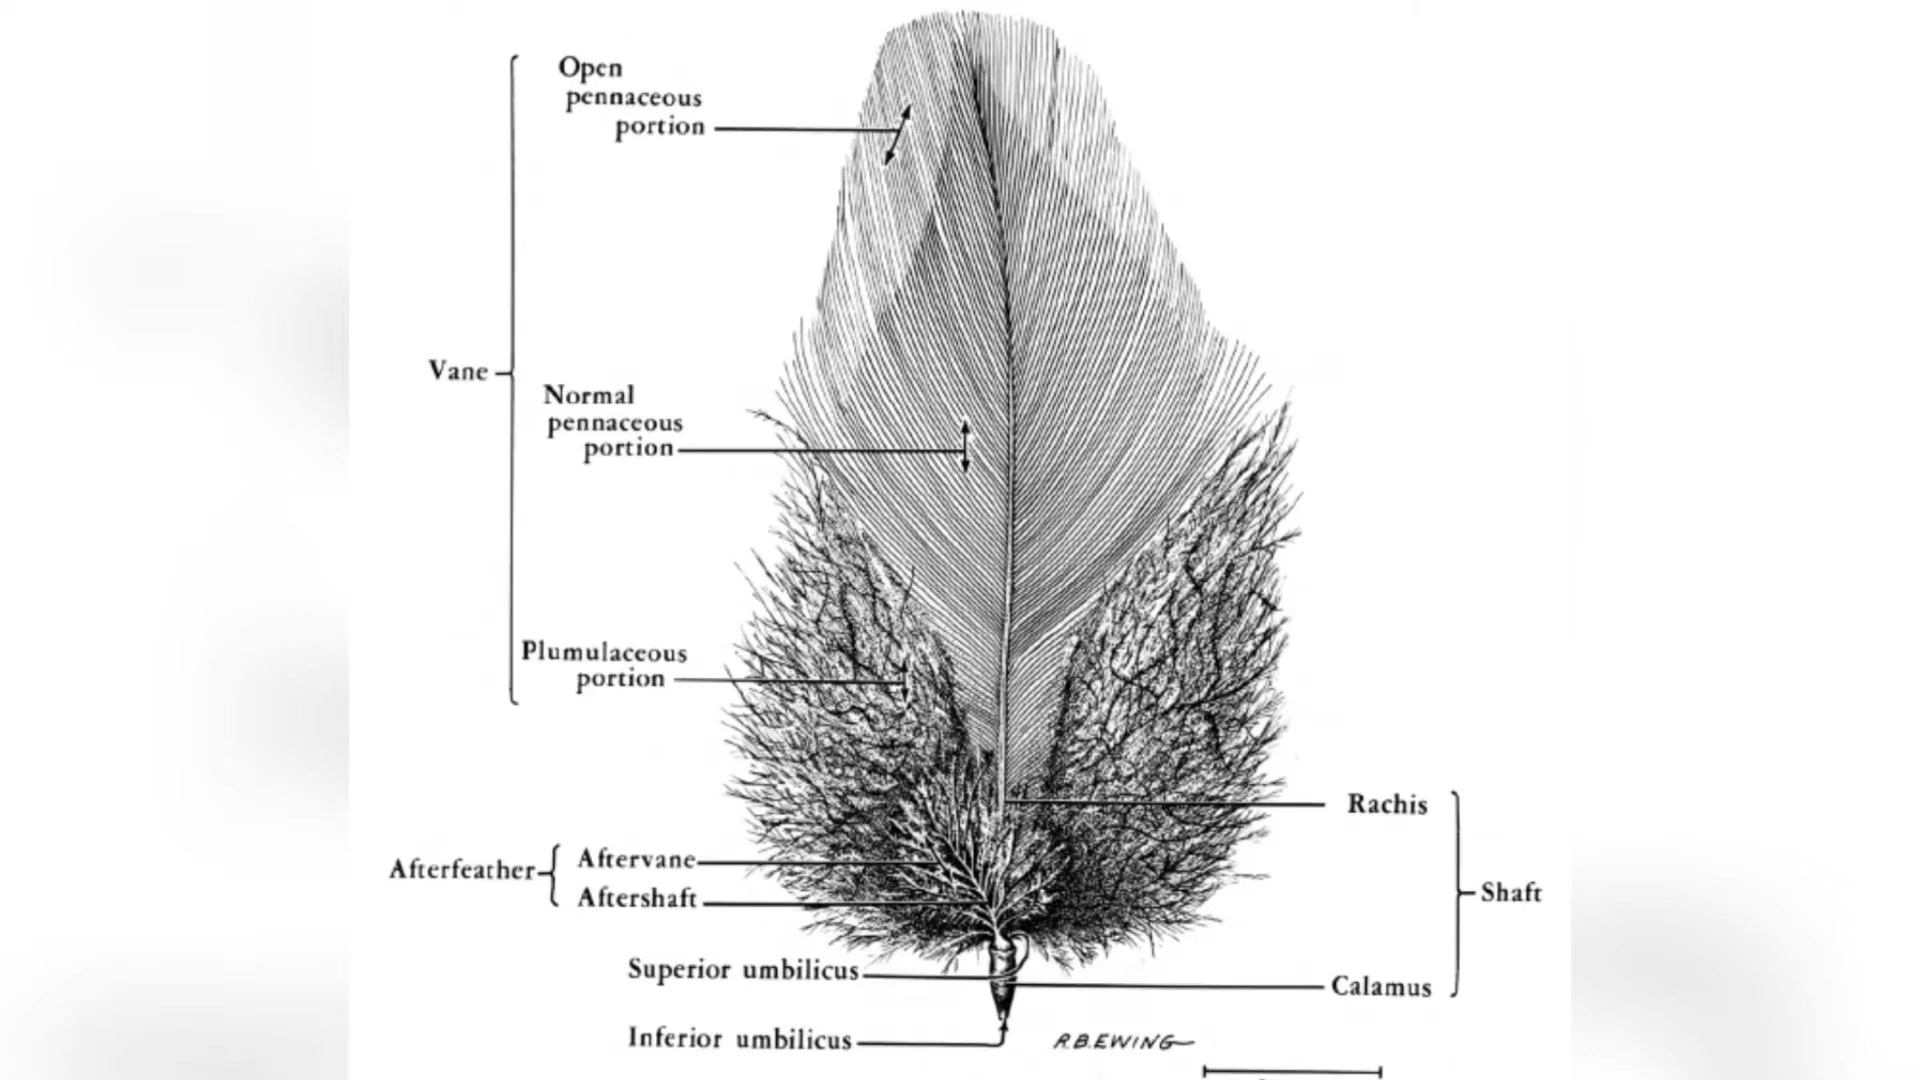 Open
pennaceous
portion
Vane
Normal
pennaceous
portion
Plumulaceous
portion
Rachis
Afterfeather
Aftervane
Aftershaft
Shaft
Superior umbilicus
Calamus
Inferior umbilicus
R.B.EWING